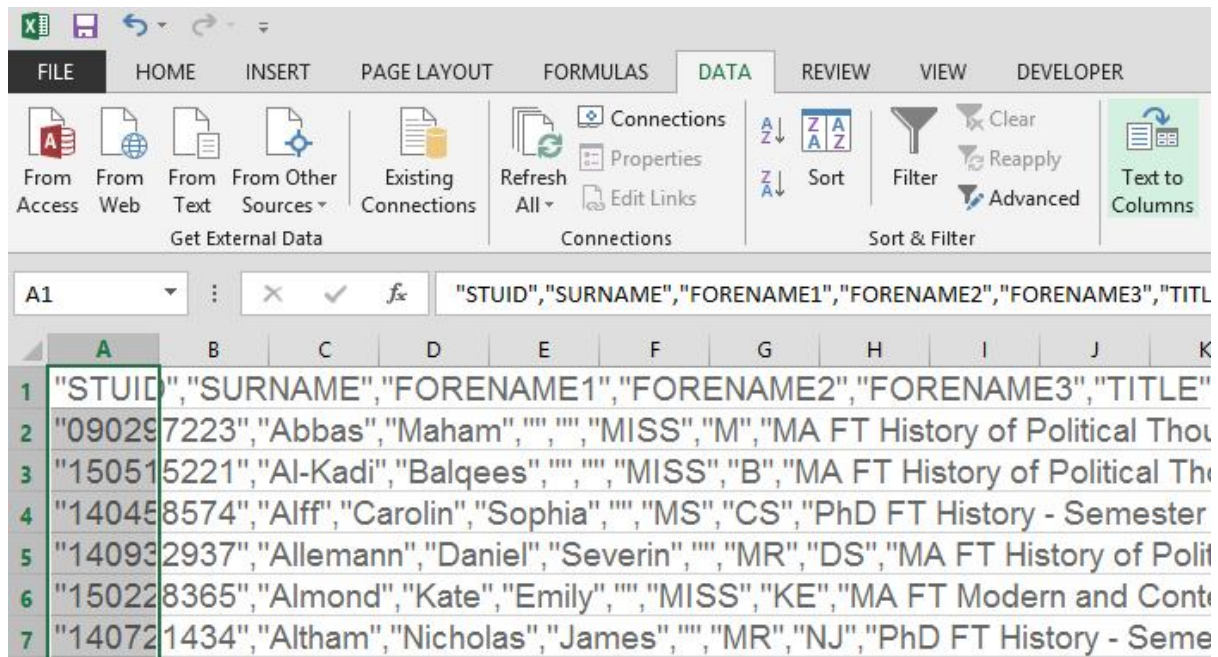 FILE HOME INSERT PAGE LAYOUT FORMULAS DATA REVIEW VIEW DEVELOPER
From Access From Web From Text From Other Sources Existing Connections Refresh All Connections Properties Edit Links Sort Filter Clear Reapply Advanced Text to Columns
Get External Data Connections Sort & Filter
A1 fx "STUID","SURNAME","FORENAME1","FORENAME2","FORENAME3","TITL
A B C D E F G H I J K
1 "STUID","SURNAME","FORENAME1","FORENAME2","FORENAME3","TITLE"
2 "090297223","Abbas","Maham","","","MISS","M","MA FT History of Political Thou
3 "150515221","Al-Kadi","Balqees","","","MISS","B","MA FT History of Political Tho
4 "140458574","Alff","Carolin","Sophia","","MS","CS","PhD FT History - Semester
5 "140932937","Allemann","Daniel","Severin","","MR","DS","MA FT History of Polit
6 "150228365","Almond","Kate","Emily","","MISS","KE","MA FT Modern and Conte
7 "140721434","Altham","Nicholas","James","","MR","NJ","PhD FT History - Seme